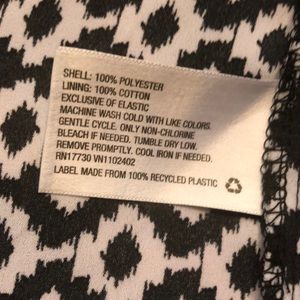 SHELL: 100% POLYESTER
LINING: 100% COTTON
EXCLUSIVE OF ELASTIC
MACHINE WASH COLD WITH LIKE COLORS.
GENTLE CYCLE. ONLY NON-CHLORINE
BLEACH IF NEEDED. TUMBLE DRY LOW.
REMOVE PROMPTLY. COOL IRON IF NEEDED.
RN17730 VN1102402
LABEL MADE FROM 100% RECYCLED PLASTIC